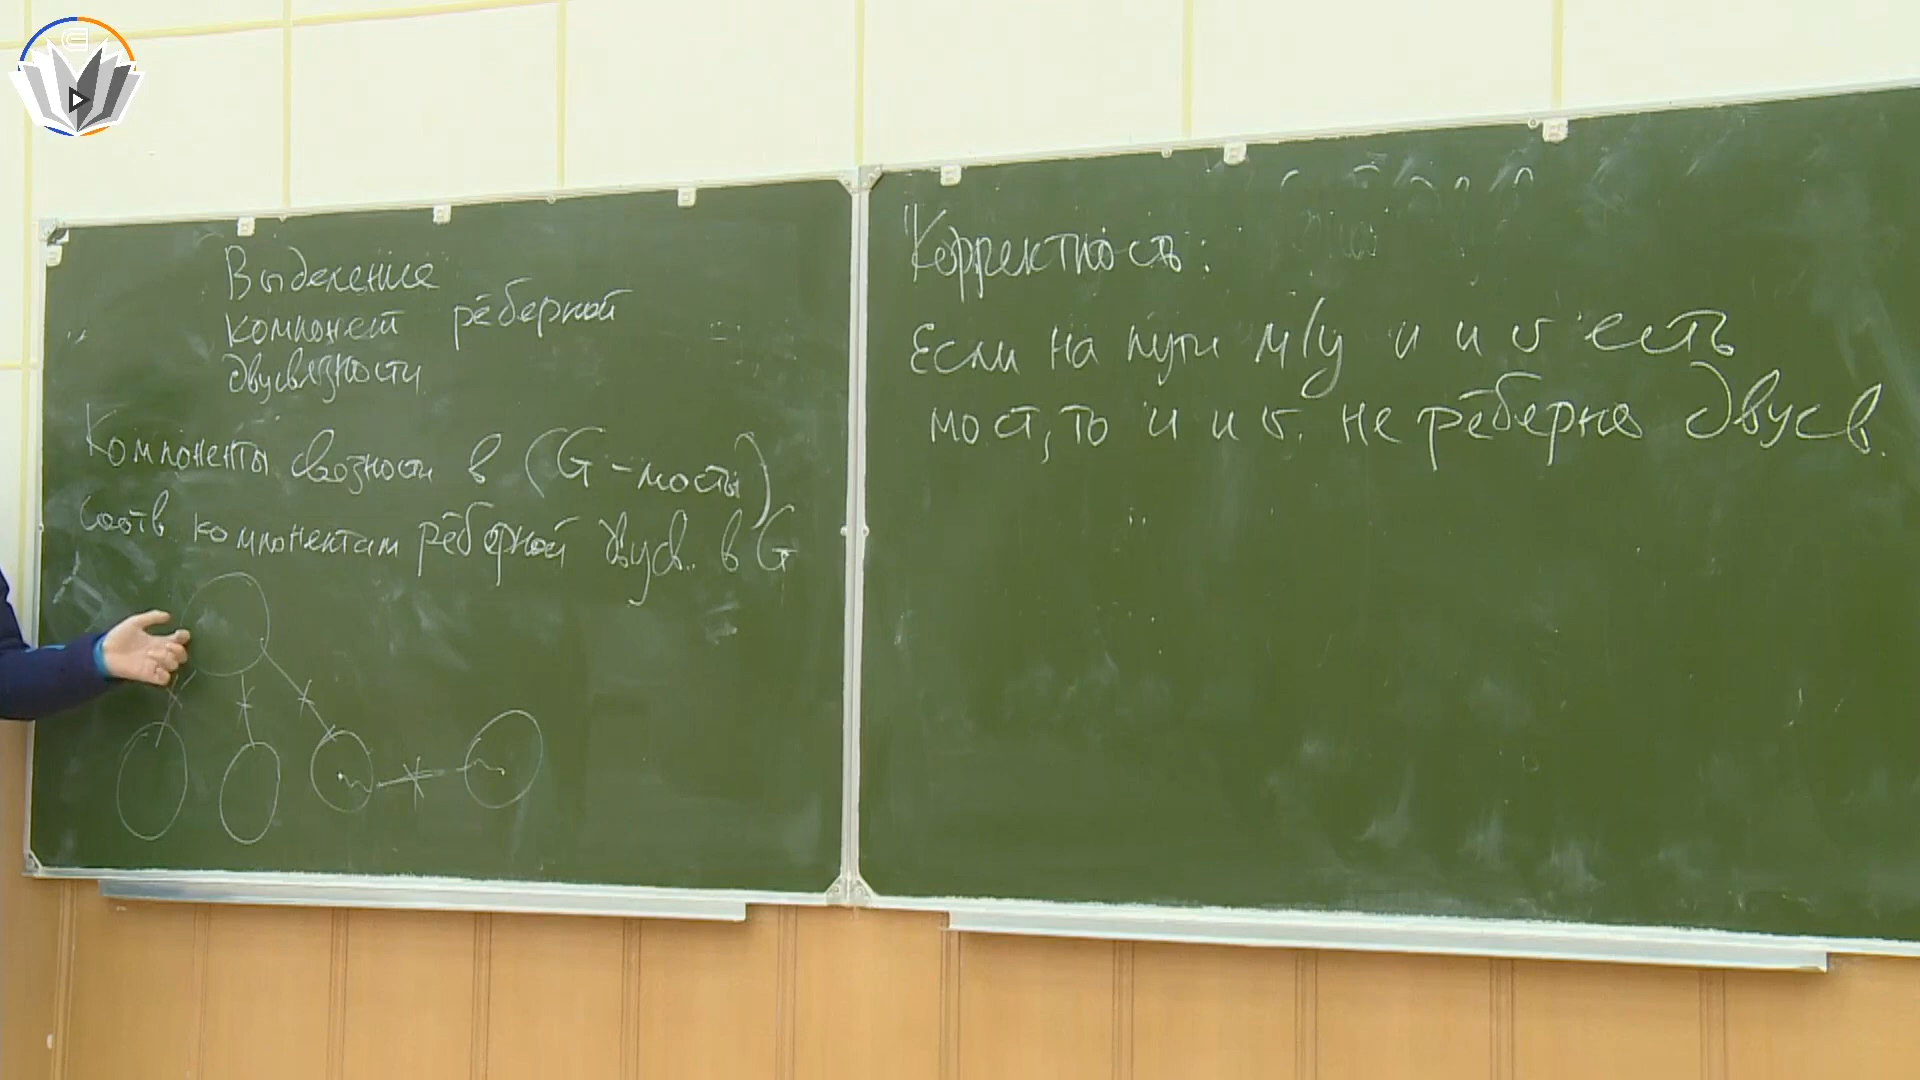 Выделение
компонент рёберной
двусвязности
Компоненты связности в (G - мосты)
соотв компонентам рёберной двусв. в G
Корректность:
Если на пути м/у u и v есть
мост, то u и v. не рёберно двусв.